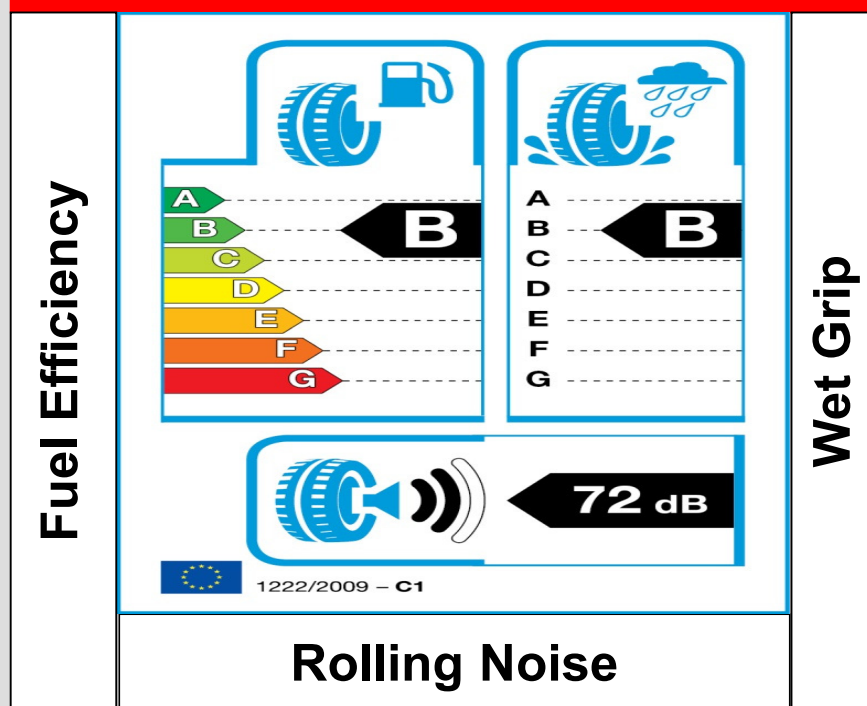 Fuel Efficiency
A
B
C
D
E
F
G
B
A
B
C
D
E
F
G
B
Wet Grip
72 dB
1222/2009 – C1
Rolling Noise